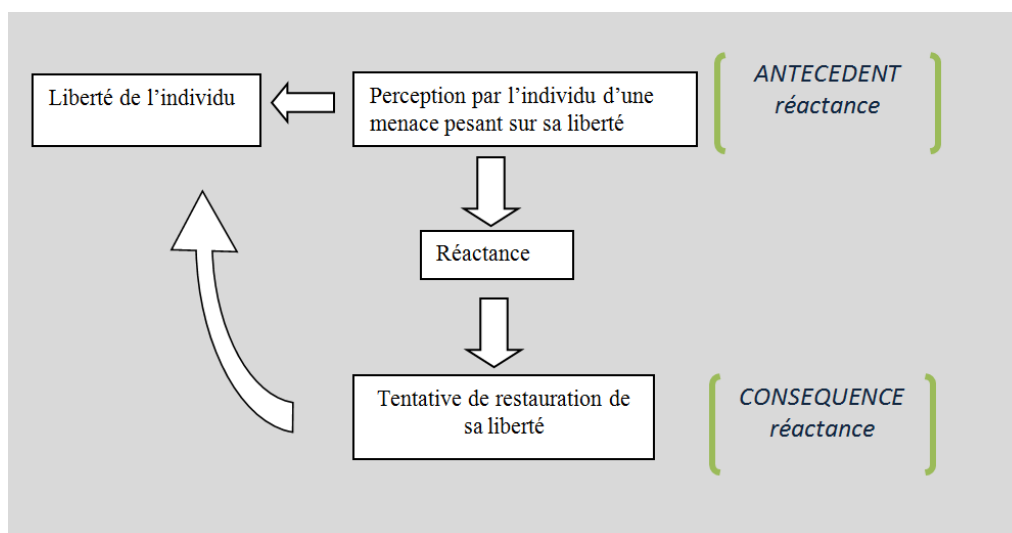 Liberté de l’individu
Perception par l’individu d’une
menace pesant sur sa liberté
ANTECEDENT
réactance
Réactance
Tentative de restauration de
sa liberté
CONSEQUENCE
réactance